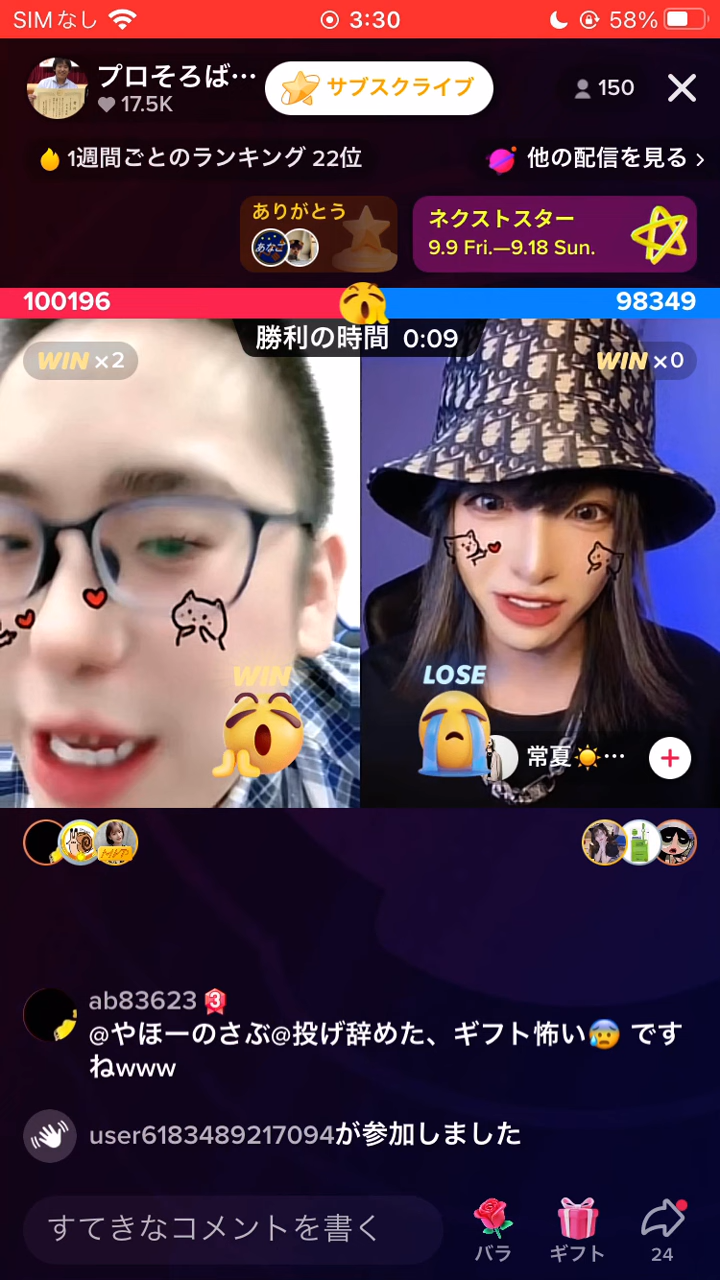 SIMなし 3:30 58%
プロそろば… サブスクライブ 150
17.5K
1週間ごとのランキング 22位 他の配信を見る
ありがとう ネクストスター
あなご 9.9 Fri.—9.18 Sun.
100196 98349
勝利の時間 0:09
WIN ×2 WIN ×0
WIN LOSE
常夏☀️…
ab83623 3
@やほーのさぶ@投げ辞めた、ギフト怖い😰 です
ねwww
user6183489217094が参加しました
すてきなコメントを書く
バラ ギフト 24